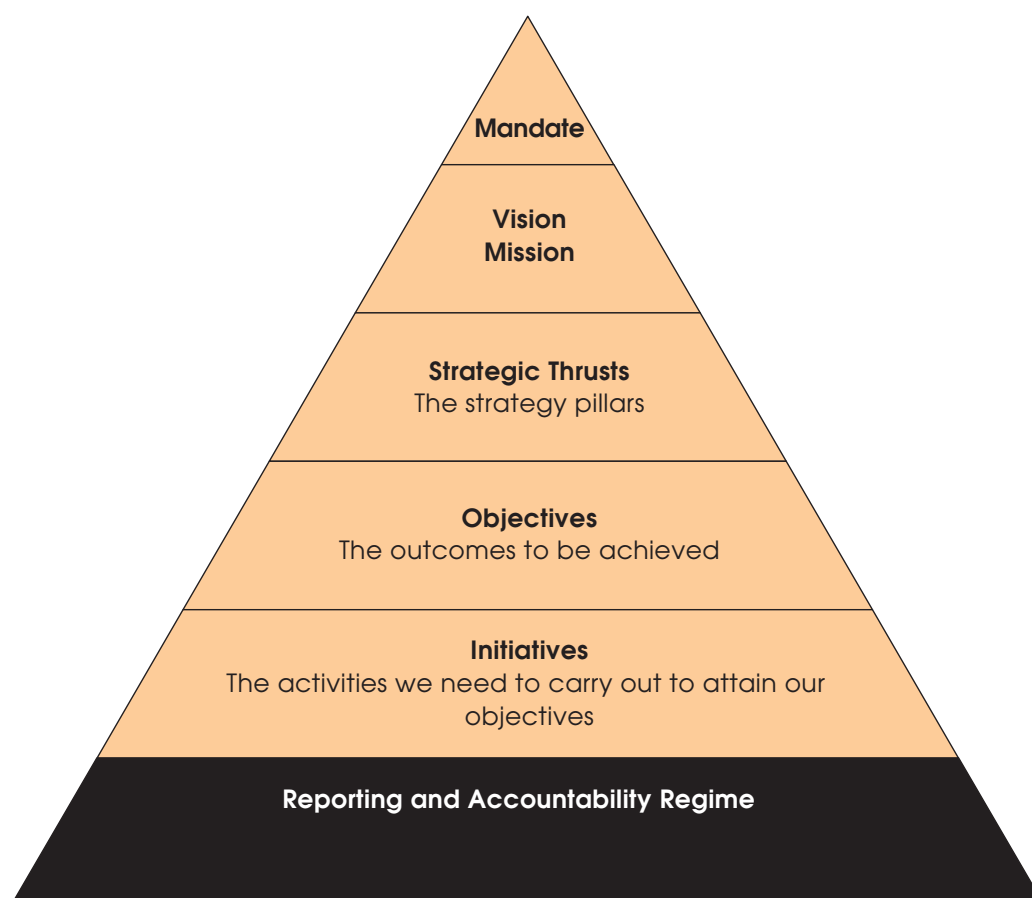 Mandate
Vision
Mission
Strategic Thrusts
The strategy pillars
Objectives
The outcomes to be achieved
Initiatives
The activities we need to carry out to attain our
objectives
Reporting and Accountability Regime